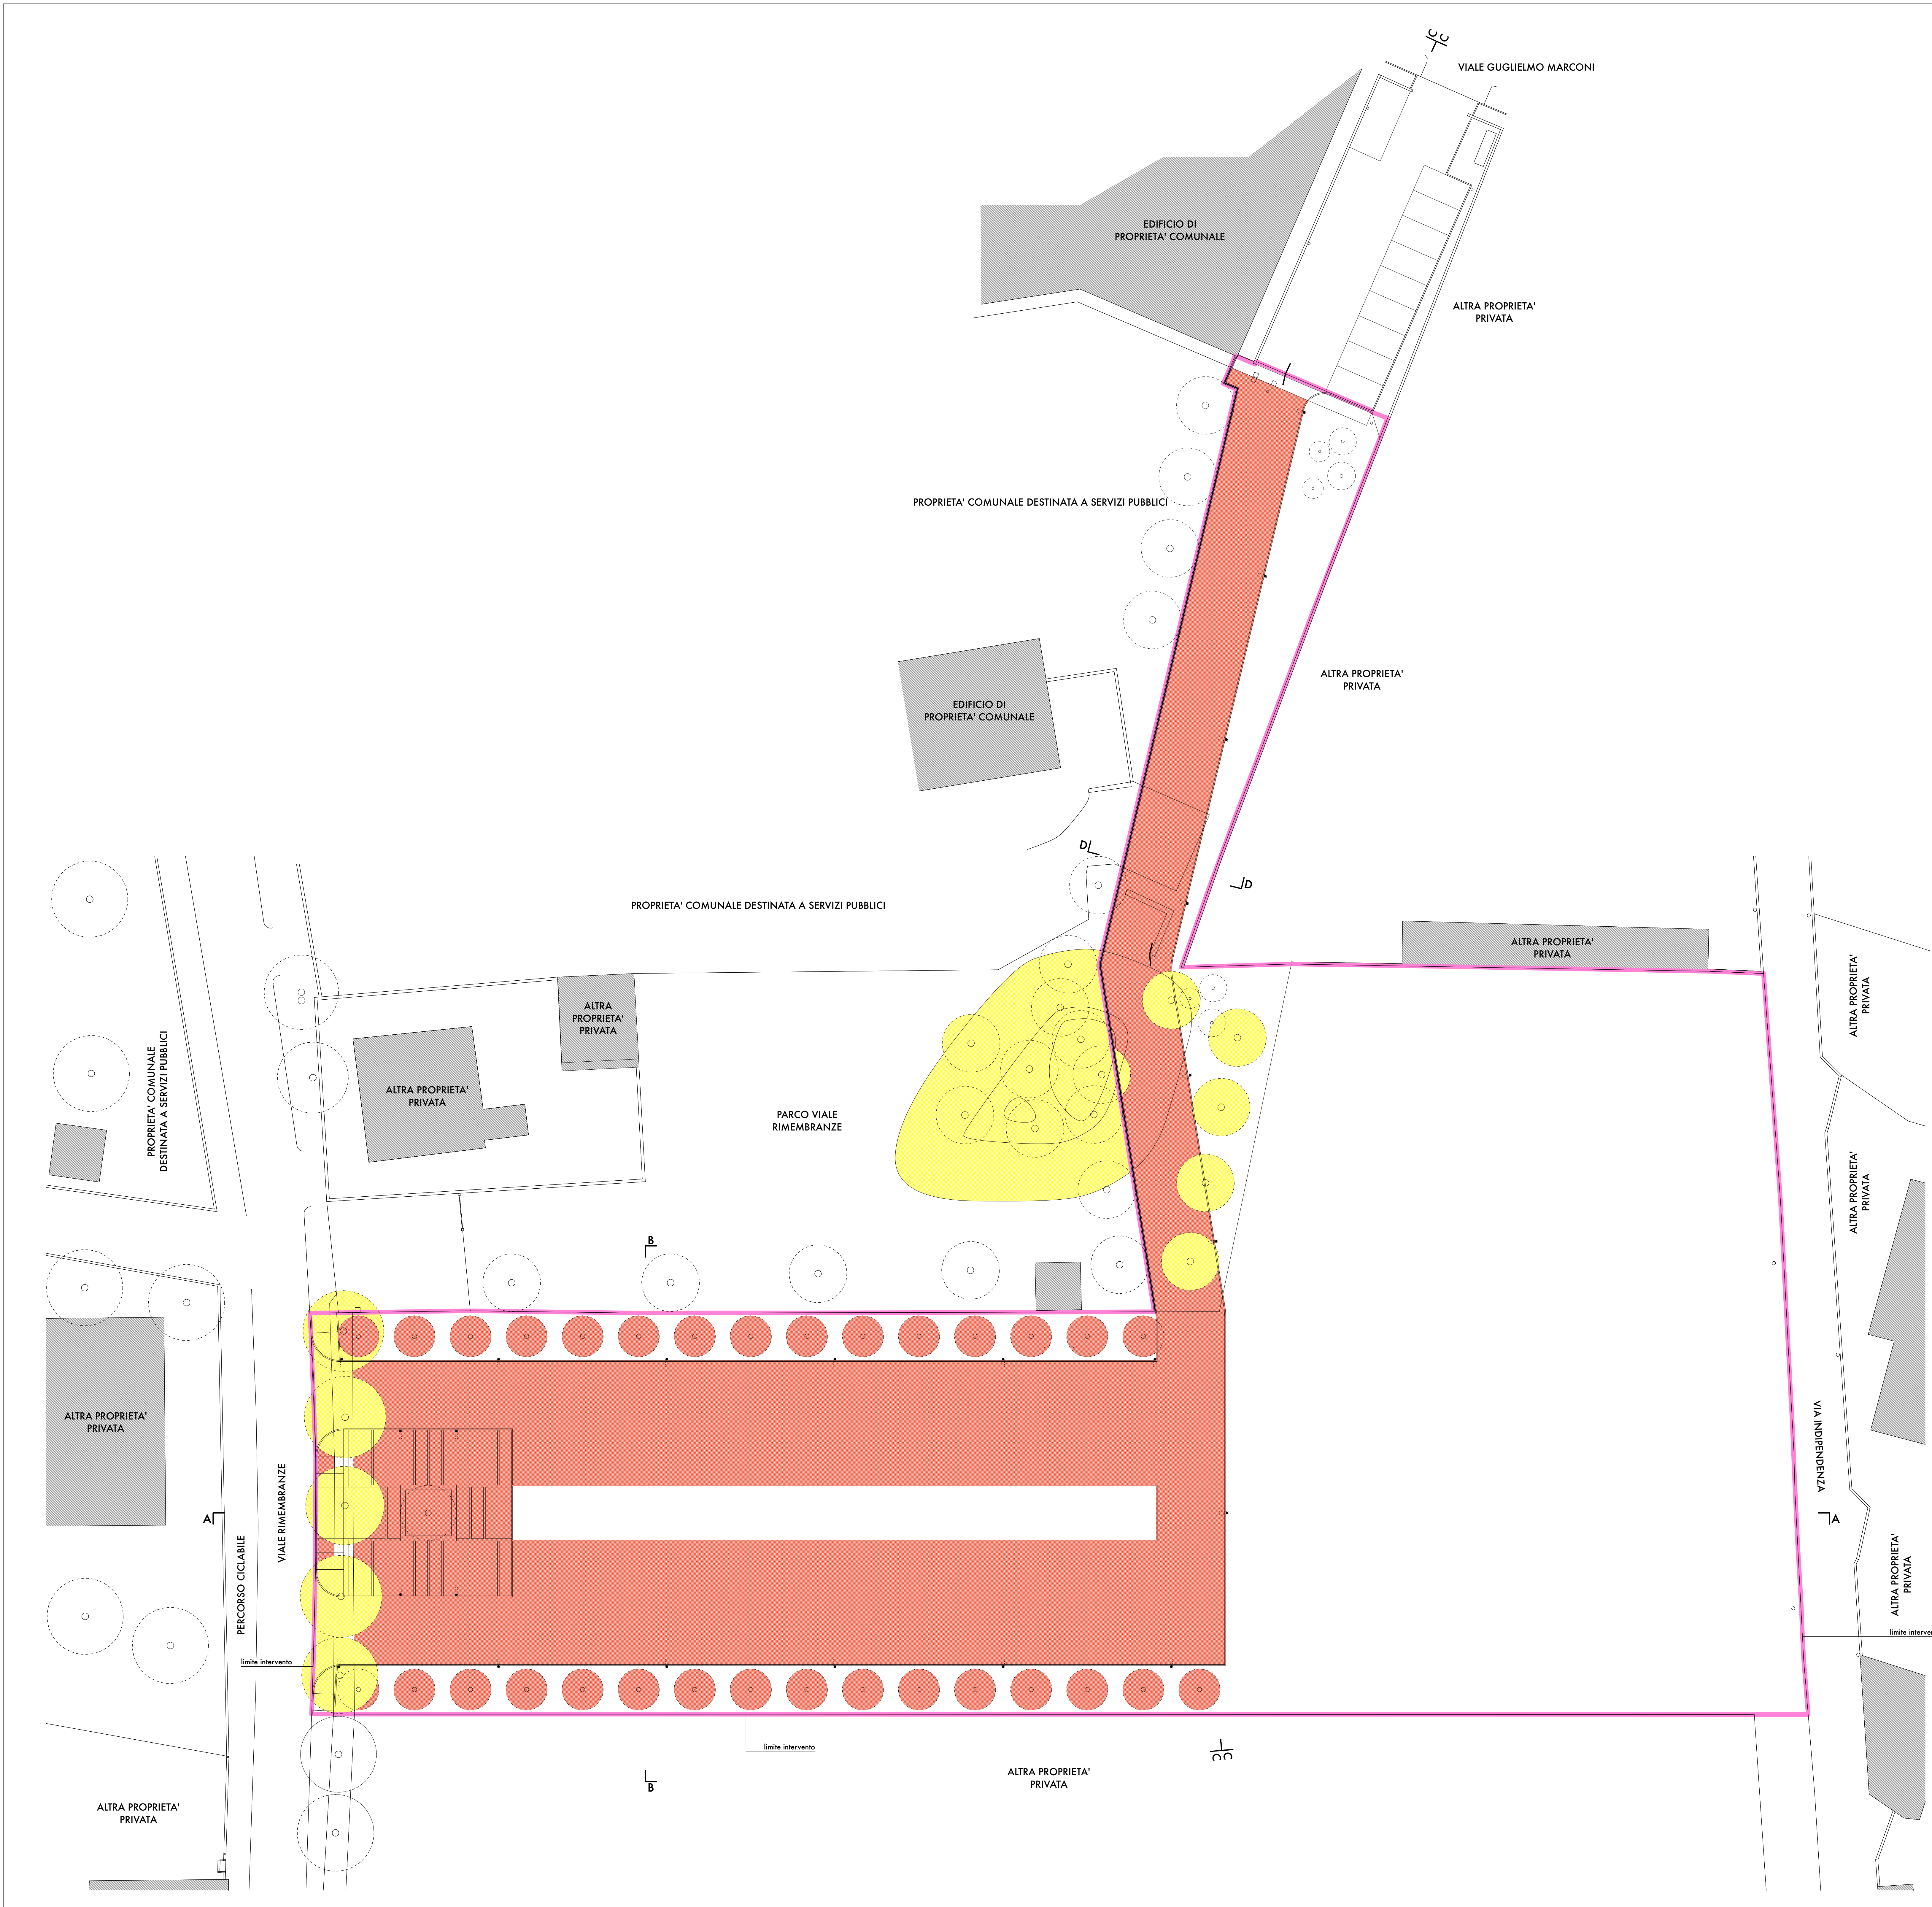 C C
VIALE GUGLIELMO MARCONI
EDIFICIO DI
PROPRIETA' COMUNALE
ALTRA PROPRIETA'
PRIVATA
PROPRIETA' COMUNALE DESTINATA A SERVIZI PUBBLICI
ALTRA PROPRIETA'
PRIVATA
EDIFICIO DI
PROPRIETA' COMUNALE
D
D
PROPRIETA' COMUNALE DESTINATA A SERVIZI PUBBLICI
ALTRA PROPRIETA'
PRIVATA
ALTRA PROPRIETA'
PRIVATA
ALTRA
PROPRIETA'
PRIVATA
PROPRIETA' COMUNALE
DESTINATA A SERVIZI PUBBLICI
ALTRA PROPRIETA'
PRIVATA
PARCO VIALE
RIMEMBRANZE
ALTRA PROPRIETA'
PRIVATA
B
ALTRA PROPRIETA'
PRIVATA
VIA INDIPENDENZA
A
VIALE RIMEMBRANZE
PERCORSO CICLABILE
A
ALTRA PROPRIETA'
PRIVATA
limite intervento
limite interven
limite intervento
C C
B
ALTRA PROPRIETA'
PRIVATA
ALTRA PROPRIETA'
PRIVATA